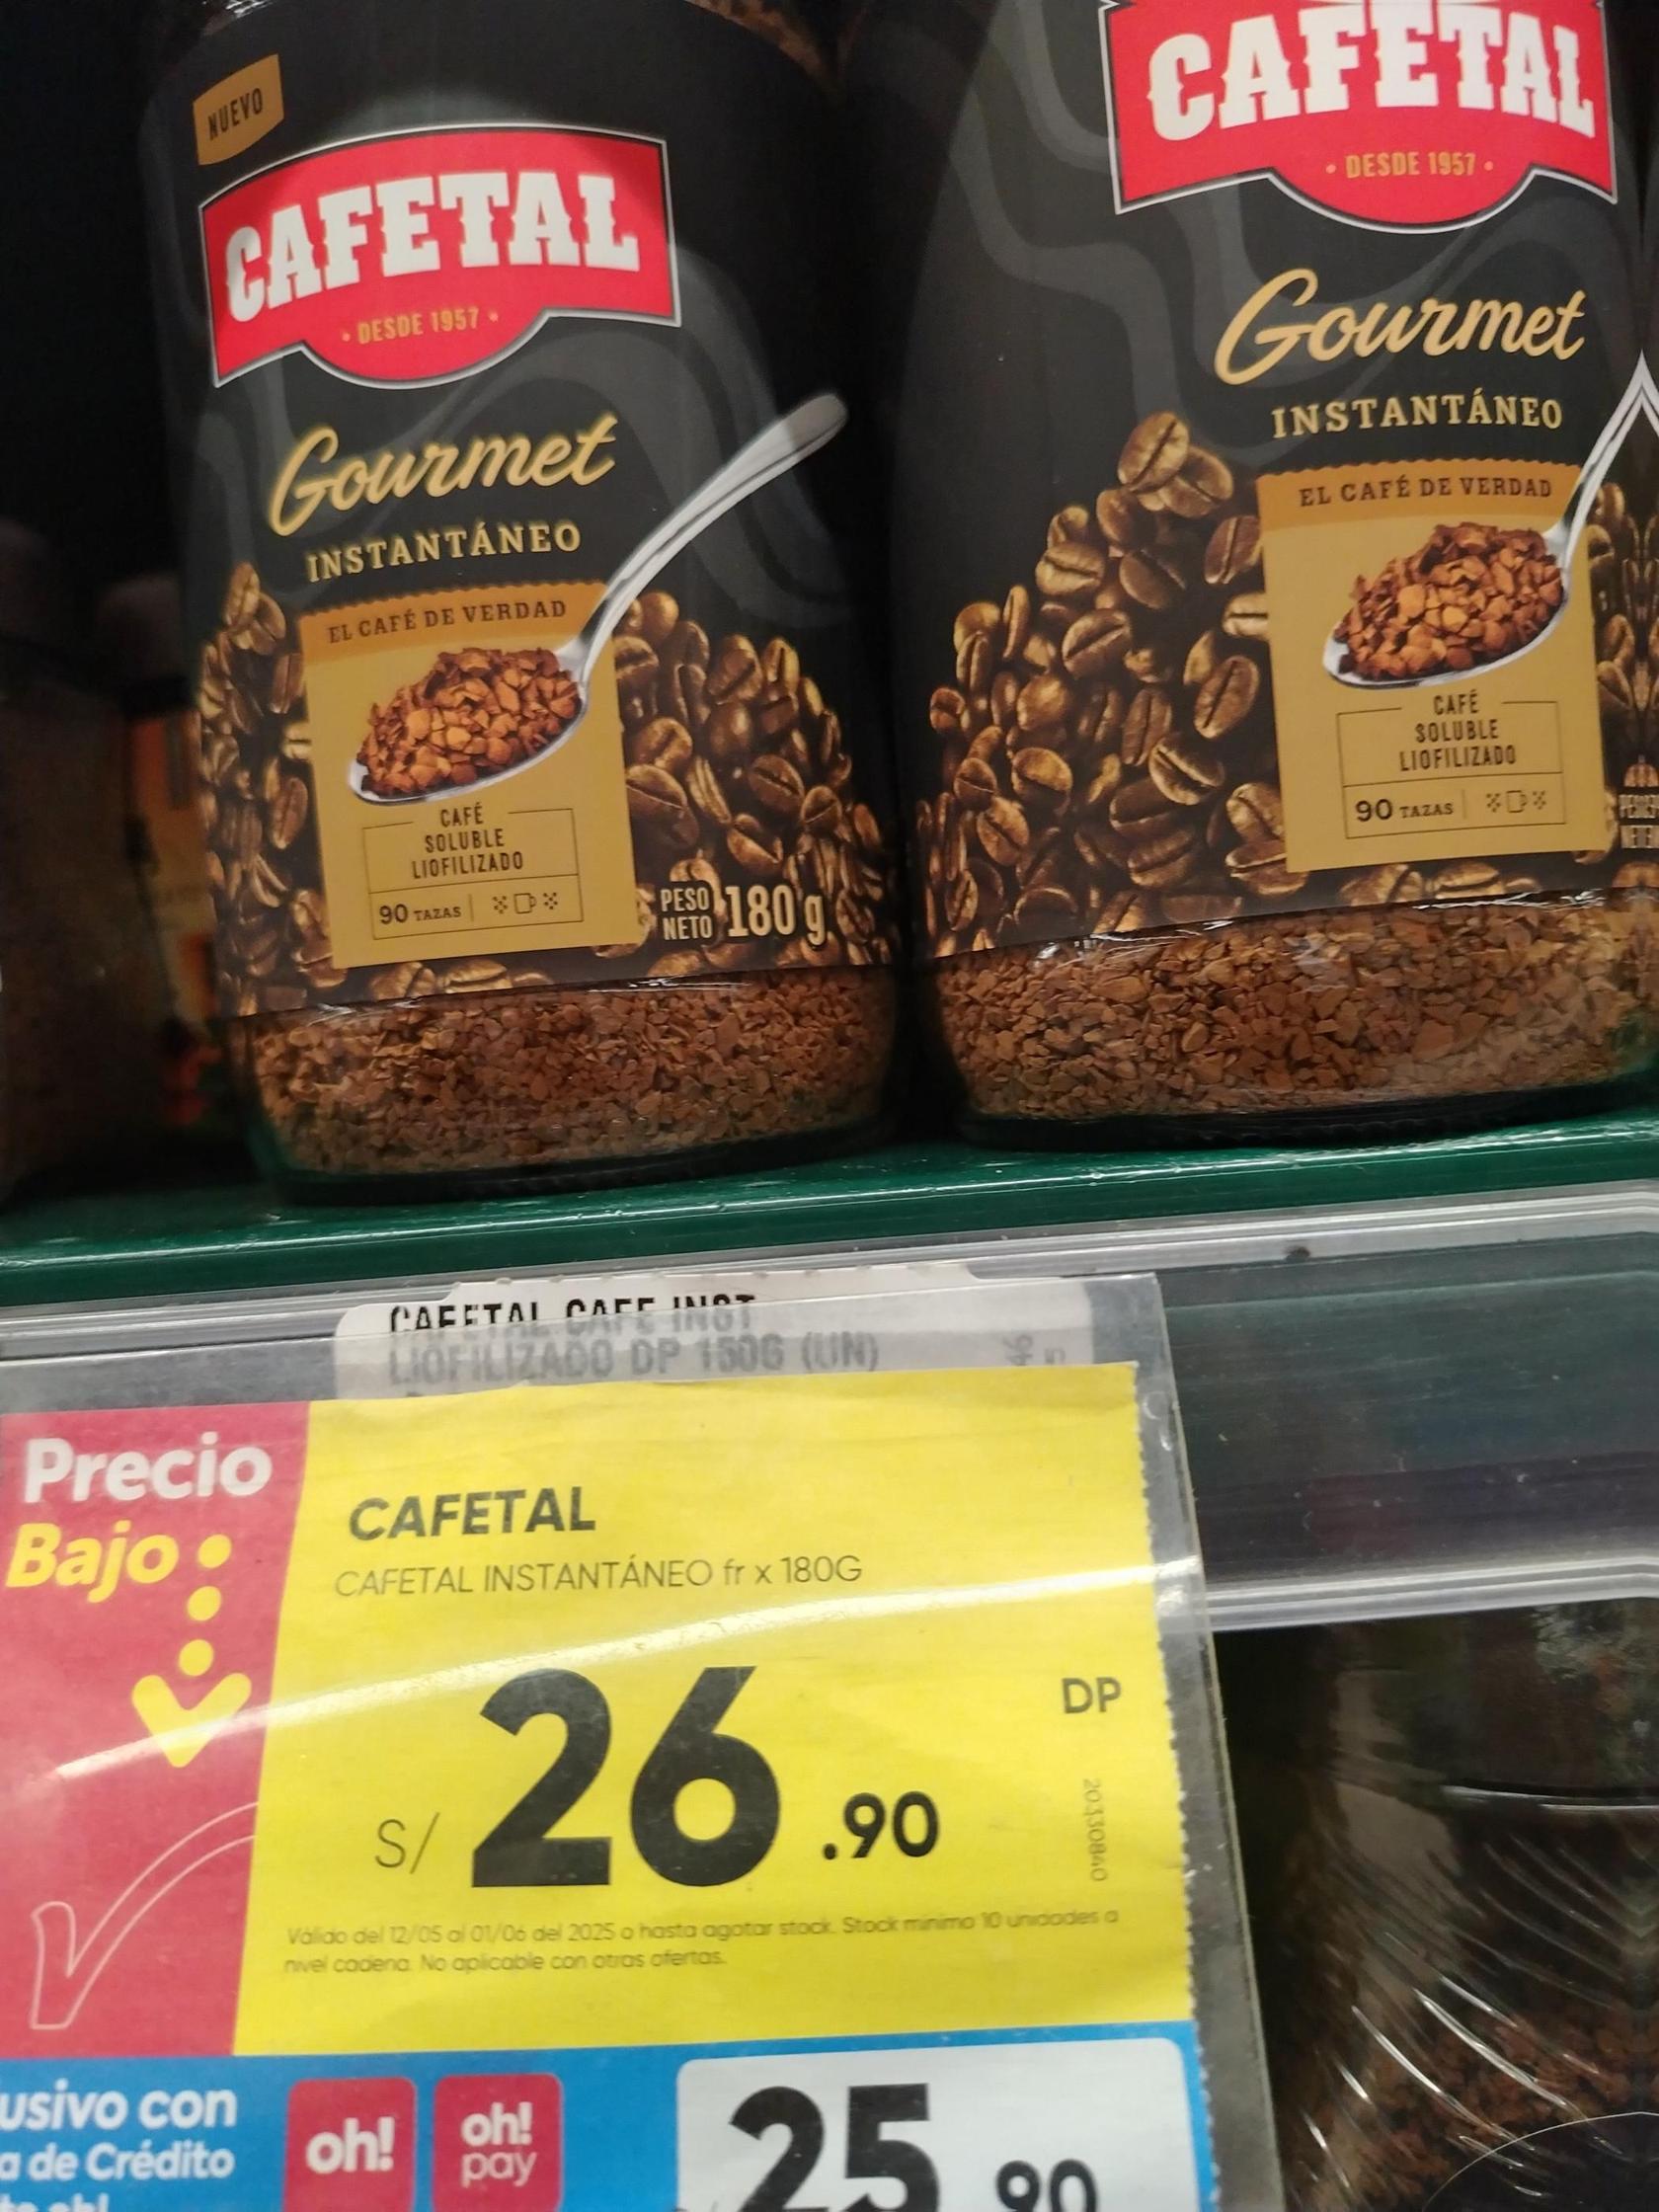 NUEVO
CAFETAL
• DESDE 1957 •
Gourmet
INSTANTÁNEO
EL CAFÉ DE VERDAD
CAFÉ
SOLUBLE
LIOFILIZADO
90 TAZAS
PESO
NETO 180 g
CAFETAL
• DESDE 1957 •
Gourmet
INSTANTÁNEO
EL CAFÉ DE VERDAD
CAFÉ
SOLUBLE
LIOFILIZADO
90 TAZAS
CAFETAL CAFE INST
LIOFILIZADO DP 150G (UN)
46
5
Precio
Bajo
CAFETAL
CAFETAL INSTANTÁNEO fr x 180G
S/ 26.90
DP
20330840
Válido del 12/05 al 01/06 del 2025 o hasta agotar stock. Stock mínimo 10 unidades a
nivel cadena. No aplicable con otras ofertas.
usivo con
a de Crédito
oh!
oh!
pay
25.90